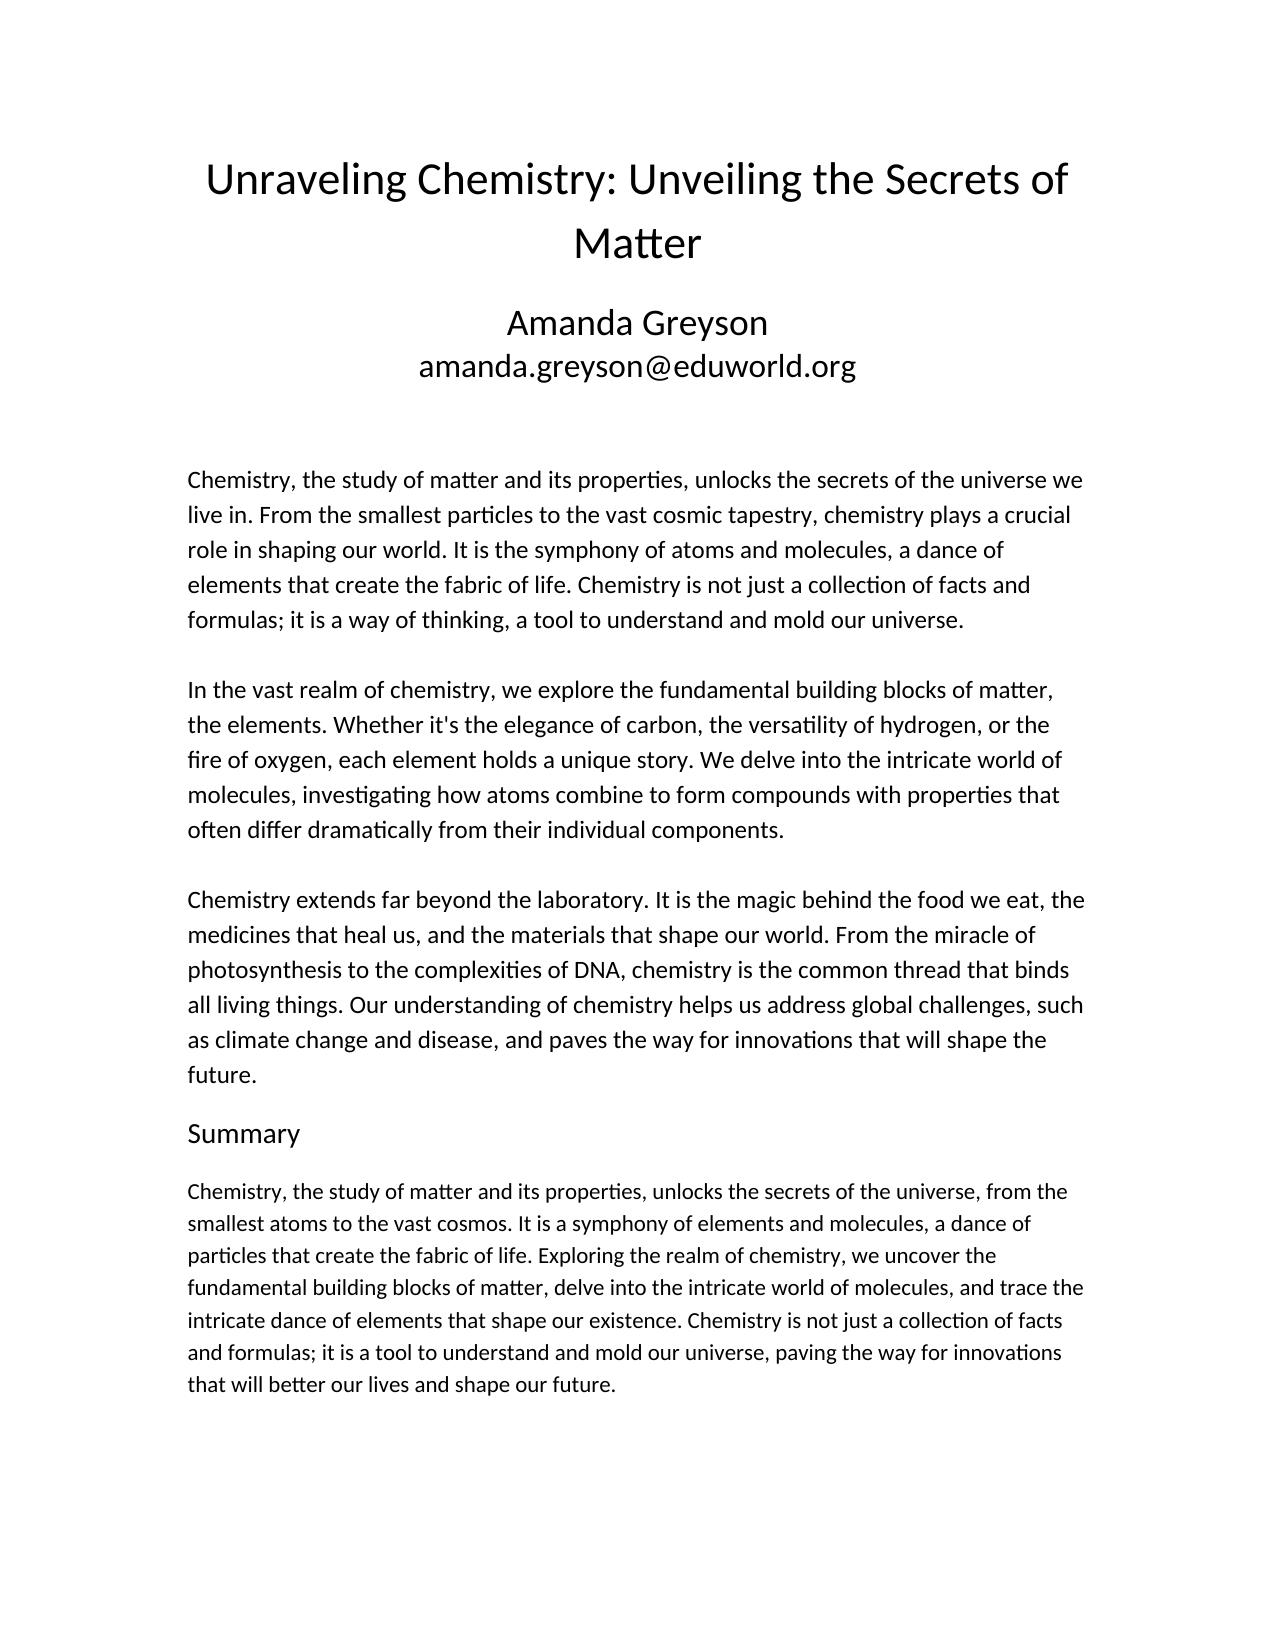 Unraveling Chemistry: Unveiling the Secrets of
Matter
Amanda Greyson
amanda.greyson@eduworld.org
Chemistry, the study of matter and its properties, unlocks the secrets of the universe we
live in. From the smallest particles to the vast cosmic tapestry, chemistry plays a crucial
role in shaping our world. It is the symphony of atoms and molecules, a dance of
elements that create the fabric of life. Chemistry is not just a collection of facts and
formulas; it is a way of thinking, a tool to understand and mold our universe.
In the vast realm of chemistry, we explore the fundamental building blocks of matter,
the elements. Whether it's the elegance of carbon, the versatility of hydrogen, or the
fire of oxygen, each element holds a unique story. We delve into the intricate world of
molecules, investigating how atoms combine to form compounds with properties that
often differ dramatically from their individual components.
Chemistry extends far beyond the laboratory. It is the magic behind the food we eat, the
medicines that heal us, and the materials that shape our world. From the miracle of
photosynthesis to the complexities of DNA, chemistry is the common thread that binds
all living things. Our understanding of chemistry helps us address global challenges, such
as climate change and disease, and paves the way for innovations that will shape the
future.
Summary
Chemistry, the study of matter and its properties, unlocks the secrets of the universe, from the
smallest atoms to the vast cosmos. It is a symphony of elements and molecules, a dance of
particles that create the fabric of life. Exploring the realm of chemistry, we uncover the
fundamental building blocks of matter, delve into the intricate world of molecules, and trace the
intricate dance of elements that shape our existence. Chemistry is not just a collection of facts
and formulas; it is a tool to understand and mold our universe, paving the way for innovations
that will better our lives and shape our future.